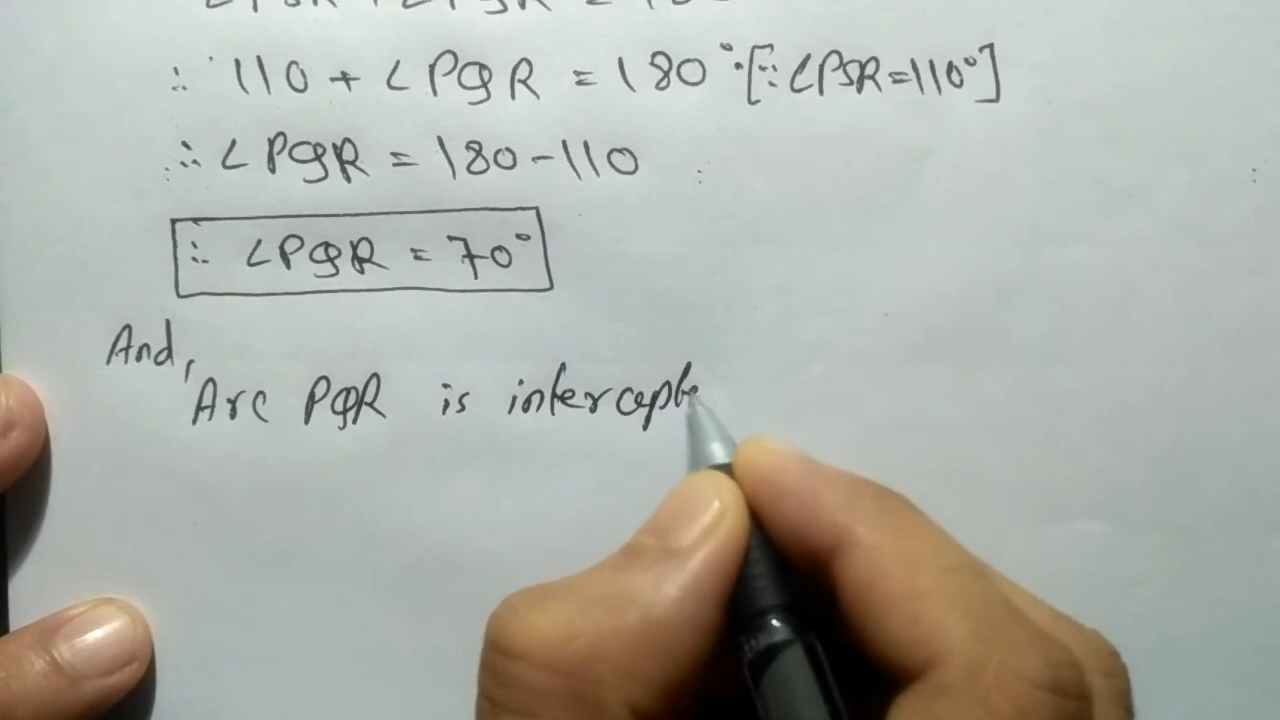 ∴ 110 + ∠PQR = 180° [∵ ∠PSR = 110°]
∴ ∠PQR = 180 - 110
∴ ∠PQR = 70°
And,
Arc PQR is intercepte